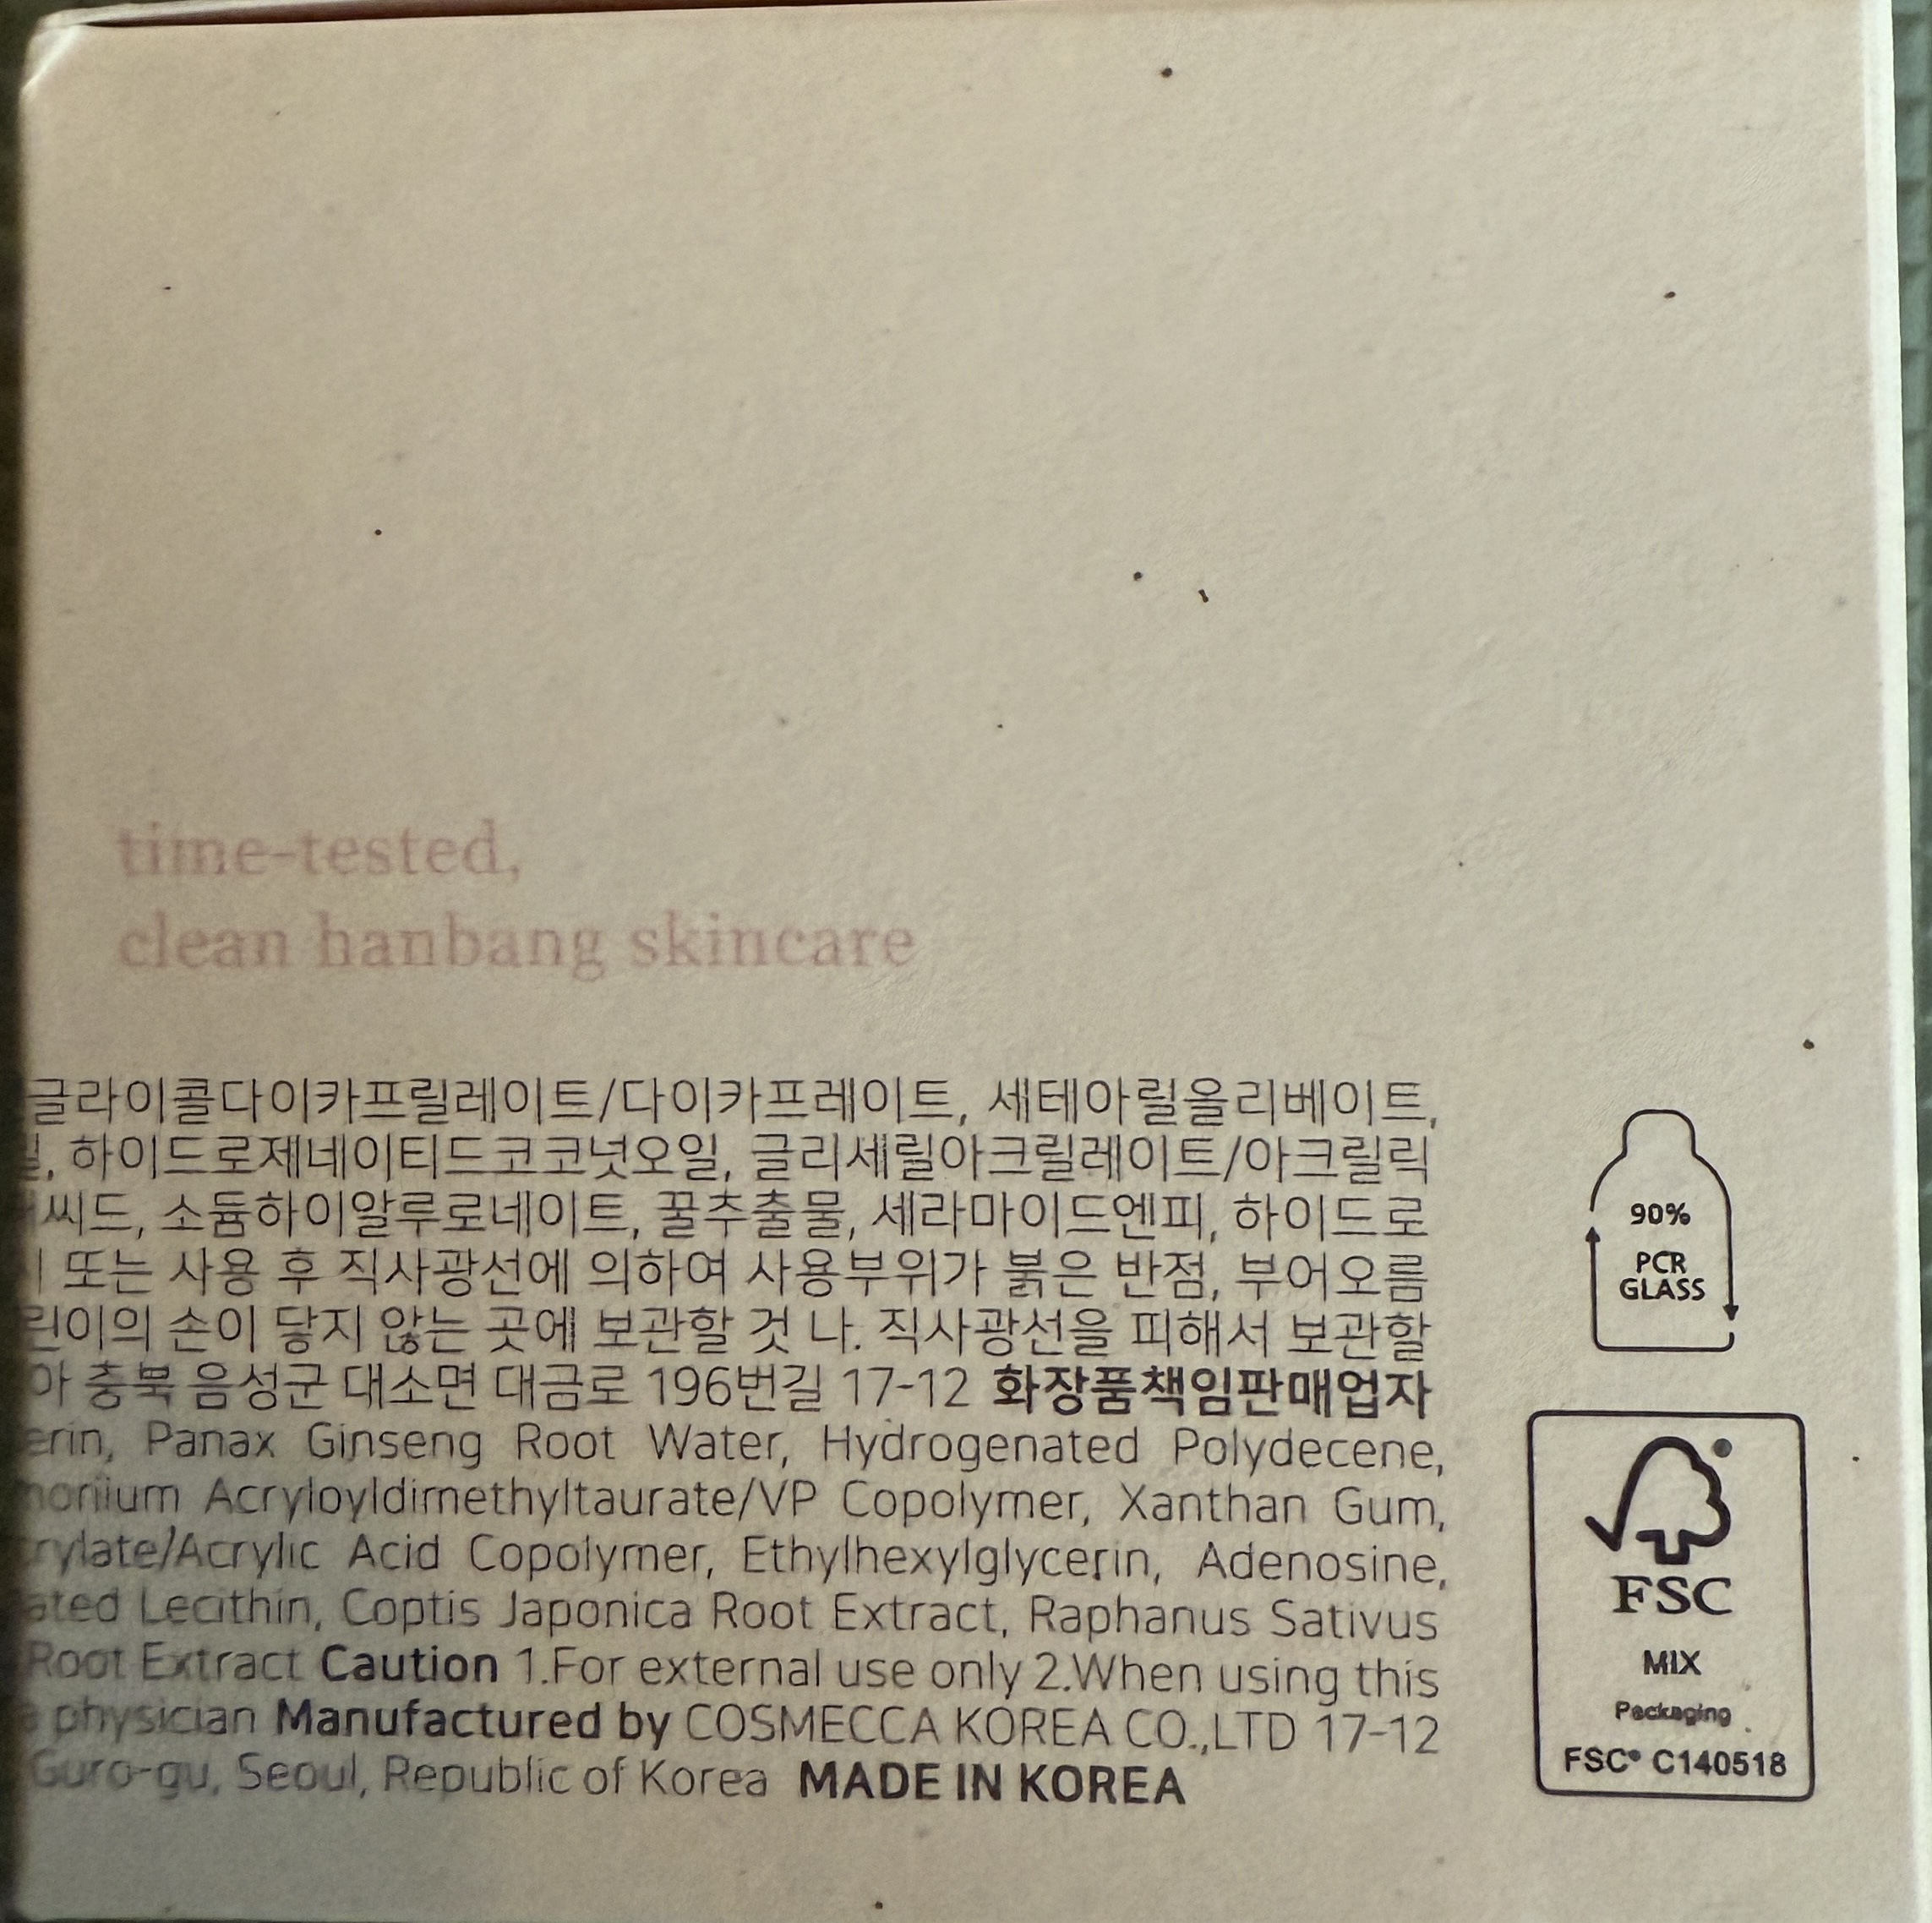 time-tested,
clean hanbang skincare
글라이콜다이카프릴레이트/다이카프레이트, 세테아릴올리베이트,
하이드로제네이티드코코넛오일, 글리세릴아크릴레이트/아크릴릭
씨드, 소듐하이알루로네이트, 꿀추출물, 세라마이드엔피, 하이드로
또는 사용 후 직사광선에 의하여 사용부위가 붉은 반점, 부어오름
린이의 손이 닿지 않는 곳에 보관할 것 나. 직사광선을 피해서 보관할
아 충북 음성군 대소면 대금로 196번길 17-12 화장품책임판매업자
erin, Panax Ginseng Root Water, Hydrogenated Polydecene,
monium Acryloyldimethyltaurate/VP Copolymer, Xanthan Gum,
crylate/Acrylic Acid Copolymer, Ethylhexylglycerin, Adenosine,
ated Lecithin, Coptis Japonica Root Extract, Raphanus Sativus
Root Extract Caution 1.For external use only 2.When using this
a physician Manufactured by COSMECCA KOREA CO.,LTD 17-12
Guro-gu, Seoul, Republic of Korea MADE IN KOREA
90%
PCR
GLASS
FSC
MIX
Packaging
FSC® C140518